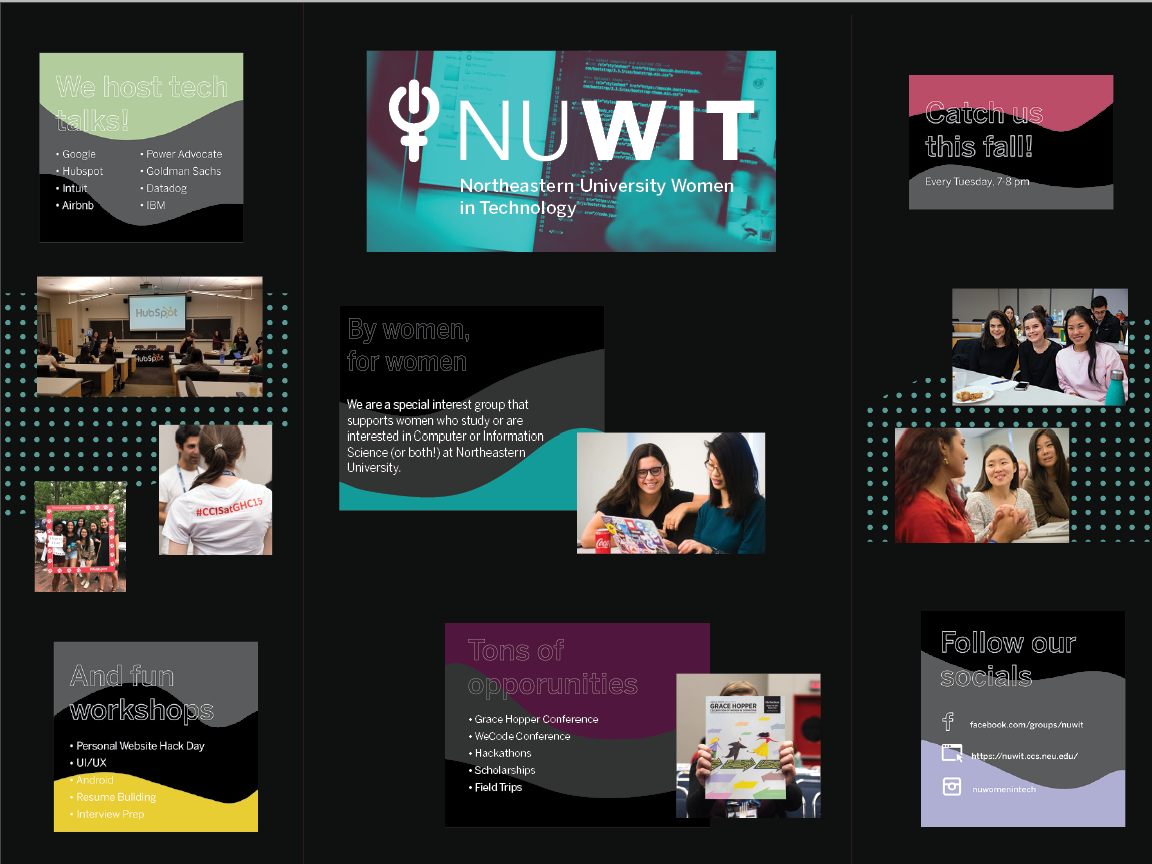 We host tech
talks!
• Google
• Hubspot
• Intuit
• Airbnb
• Power Advocate
• Goldman Sachs
• Datadog
• IBM
HubSpot
HubSpot
#CCISatGHC15
And fun
workshops
• Personal Website Hack Day
• UI/UX
• Android
• Resume Building
• Interview Prep
NUWIT
Northeastern University Women
in Technology
By women,
for women
We are a special interest group that
supports women who study or are
interested in Computer or Information
Science (or both!) at Northeastern
University.
Tons of
opporunities
• Grace Hopper Conference
• WeCode Conference
• Hackathons
• Scholarships
• Field Trips
GRACE HOPPER
Catch us
this fall!
Every Tuesday, 7-8 pm
Follow our
socials
facebook.com/groups/nuwit
https://nuwit.ccs.neu.edu/
nuwomenintech